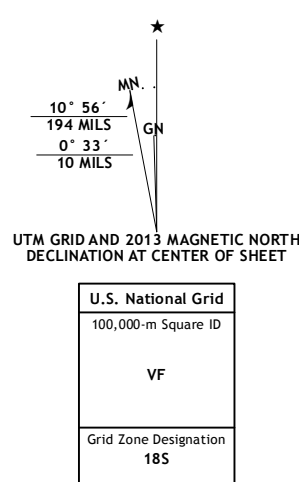 MN
GN
10° 56´
194 MILS
0° 33´
10 MILS
UTM GRID AND 2013 MAGNETIC NORTH
DECLINATION AT CENTER OF SHEET
U.S. National Grid
100,000-m Square ID
VF
Grid Zone Designation
18S